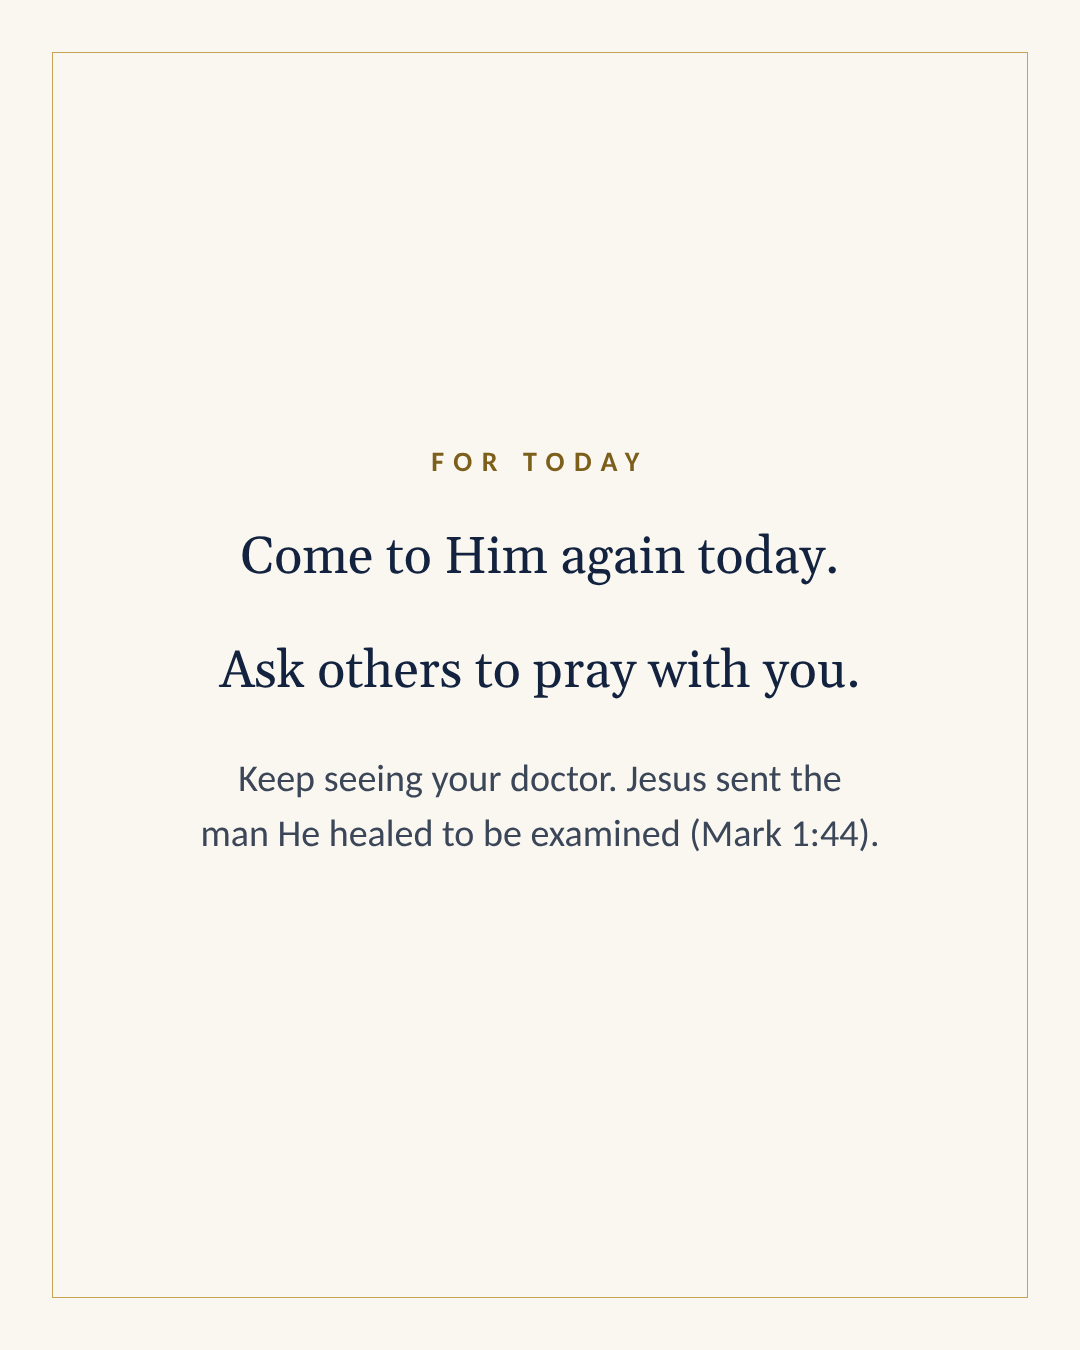 FOR TODAY
Come to Him again today.
Ask others to pray with you.
Keep seeing your doctor. Jesus sent the
man He healed to be examined (Mark 1:44).